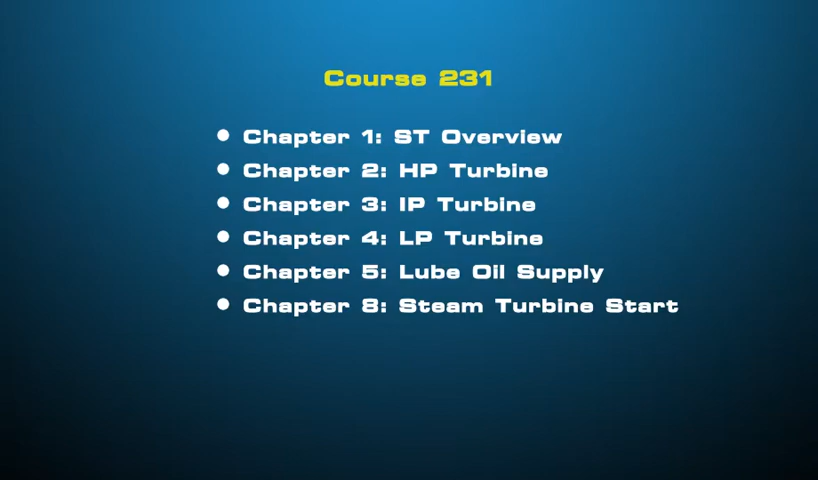 Course 231
• Chapter 1: ST Overview
• Chapter 2: HP Turbine
• Chapter 3: IP Turbine
• Chapter 4: LP Turbine
• Chapter 5: Lube Oil Supply
• Chapter 8: Steam Turbine Start